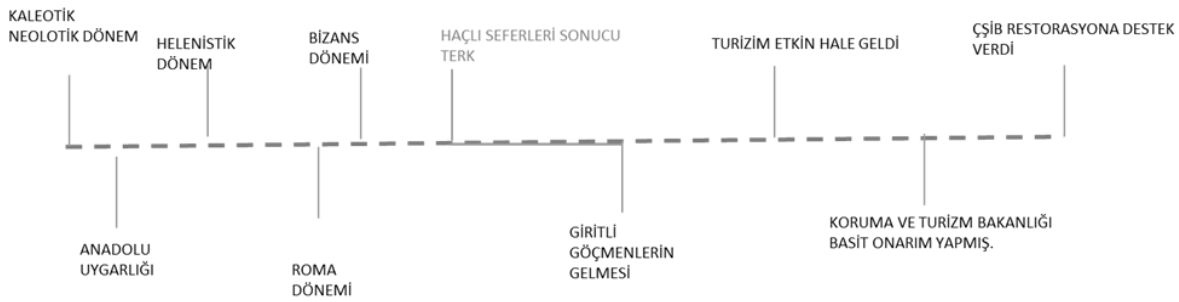 KALEOTİK
NEOLOTİK DÖNEM
HELENİSTİK
DÖNEM
BİZANS
DÖNEMİ
HAÇLI SEFERLERİ SONUCU
TERK
TURİZİM ETKİN HALE GELDİ
ÇŞİB RESTORASYONA DESTEK
VERDİ
ANADOLU
UYGARLIĞI
ROMA
DÖNEMİ
GİRİTLİ
GÖÇMENLERİN
GELMESİ
KORUMA VE TURİZM BAKANLIĞI
BASİT ONARIM YAPMIŞ.